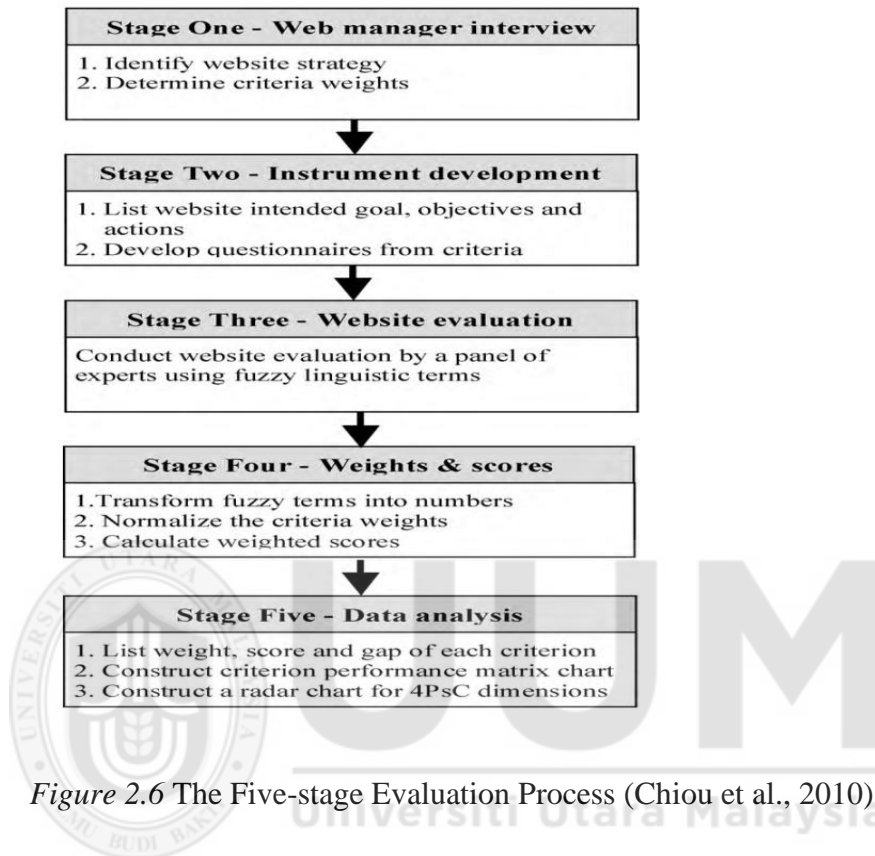 Stage One - Web manager interview
1. Identify website strategy
2. Determine criteria weights
Stage Two - Instrument development
1. List website intended goal, objectives and
actions
2. Develop questionnaires from criteria
Stage Three - Website evaluation
Conduct website evaluation by a panel of
experts using fuzzy linguistic terms
Stage Four - Weights & scores
1.Transform fuzzy terms into numbers
2. Normalize the criteria weights
3. Calculate weighted scores
Stage Five - Data analysis
1. List weight, score and gap of each criterion
2. Construct criterion performance matrix chart
3. Construct a radar chart for 4PsC dimensions
UUM
UNIVERSITI UTARA MALAYSIA
Figure 2.6 The Five-stage Evaluation Process (Chiou et al., 2010)
Universiti Utara Malaysia
BUDI